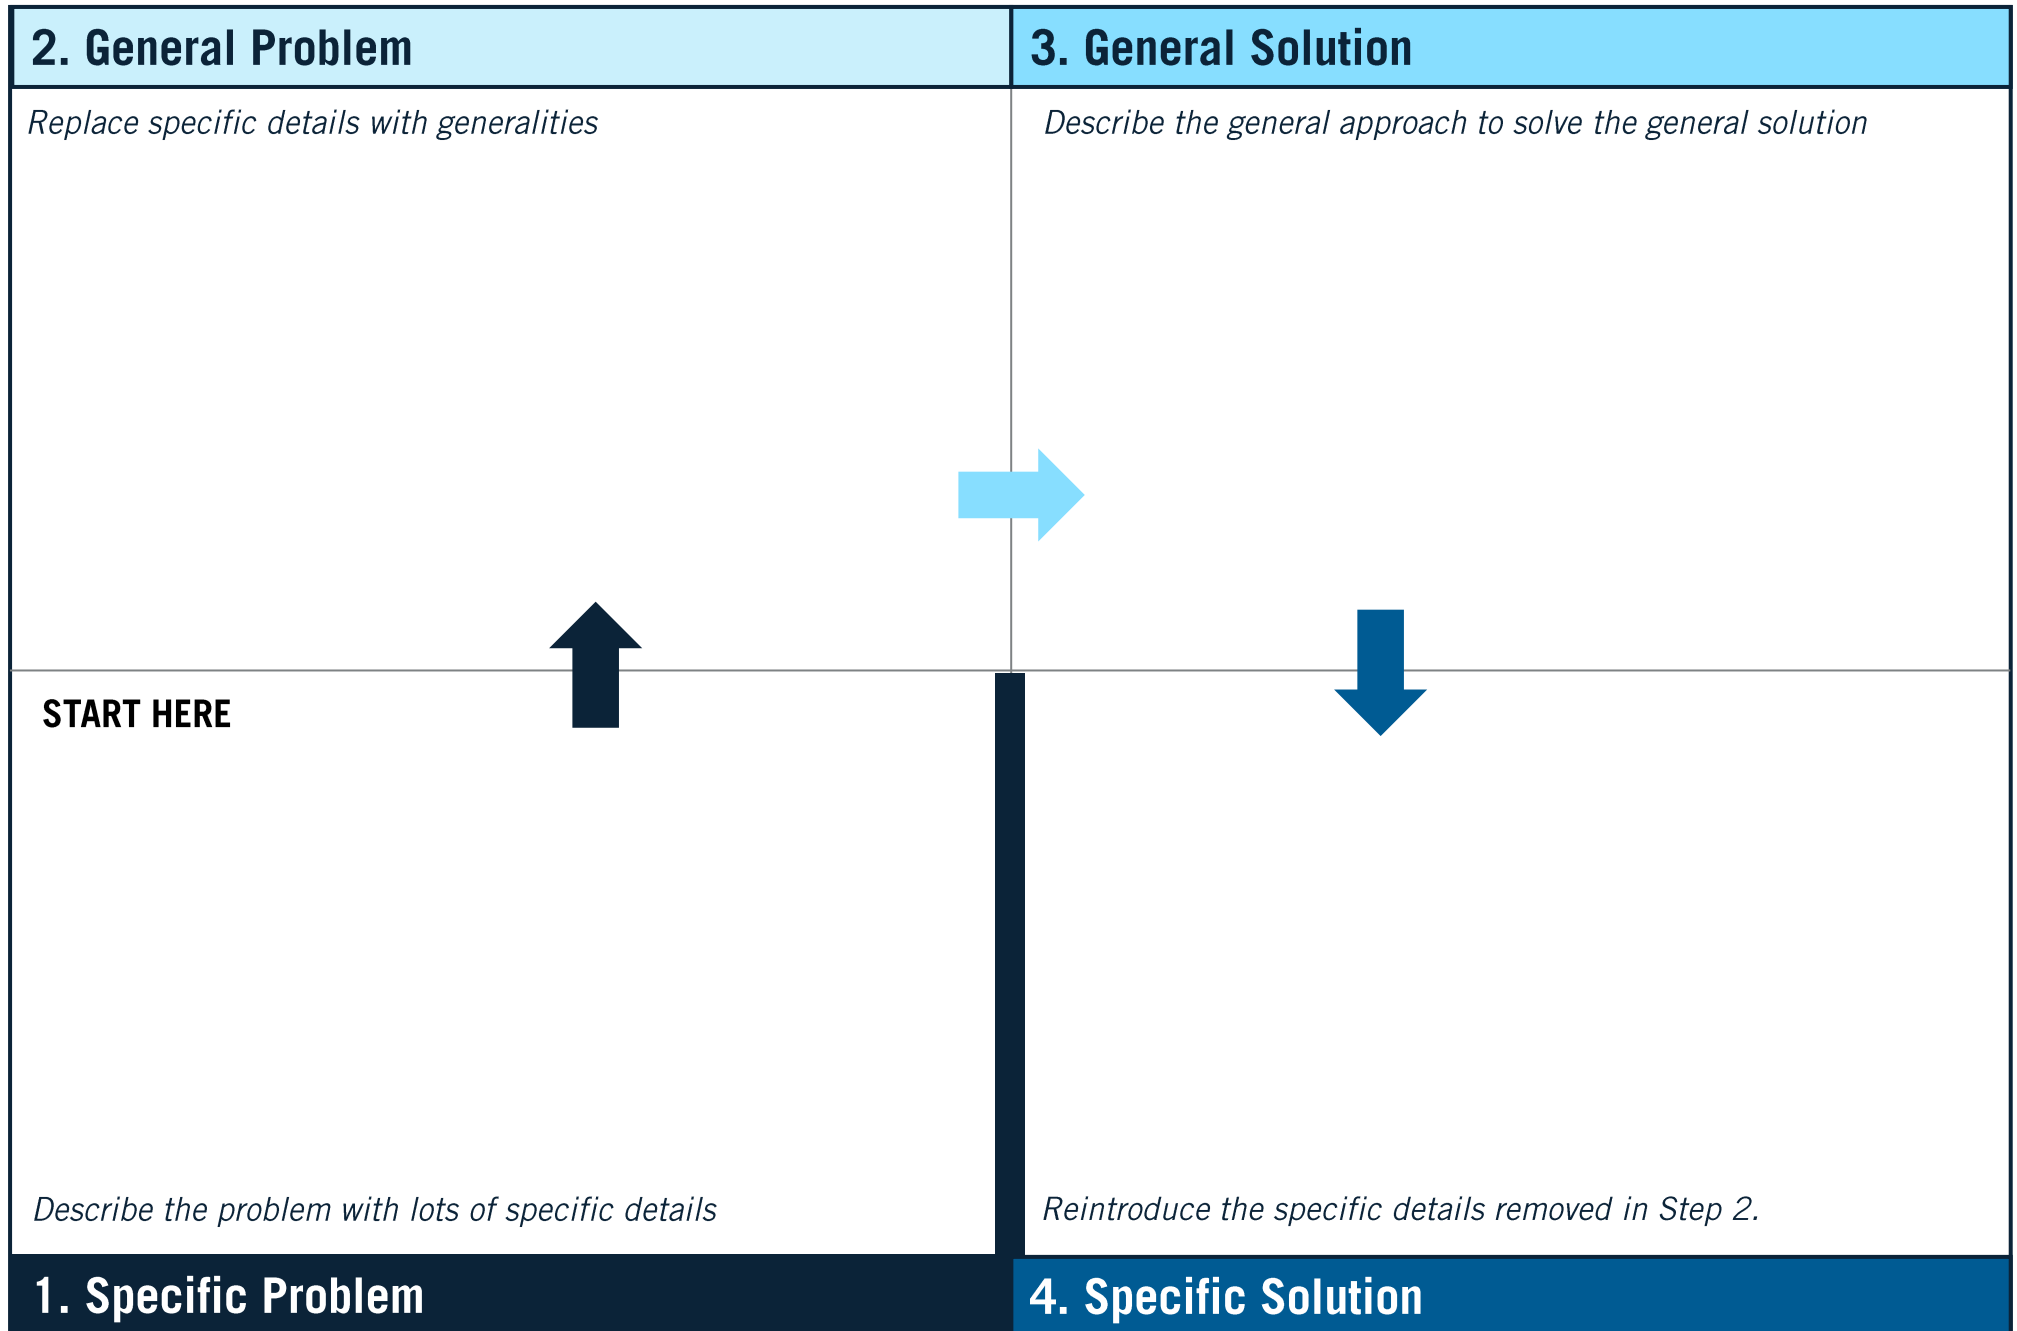 2. General Problem
3. General Solution
Replace specific details with generalities
Describe the general approach to solve the general solution
START HERE
Describe the problem with lots of specific details
Reintroduce the specific details removed in Step 2.
1. Specific Problem
4. Specific Solution